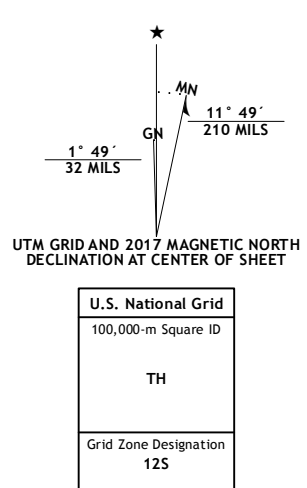 ★
MN
GN
11° 49´
210 MILS
1° 49´
32 MILS
UTM GRID AND 2017 MAGNETIC NORTH
DECLINATION AT CENTER OF SHEET
U.S. National Grid
100,000-m Square ID
TH
Grid Zone Designation
12S